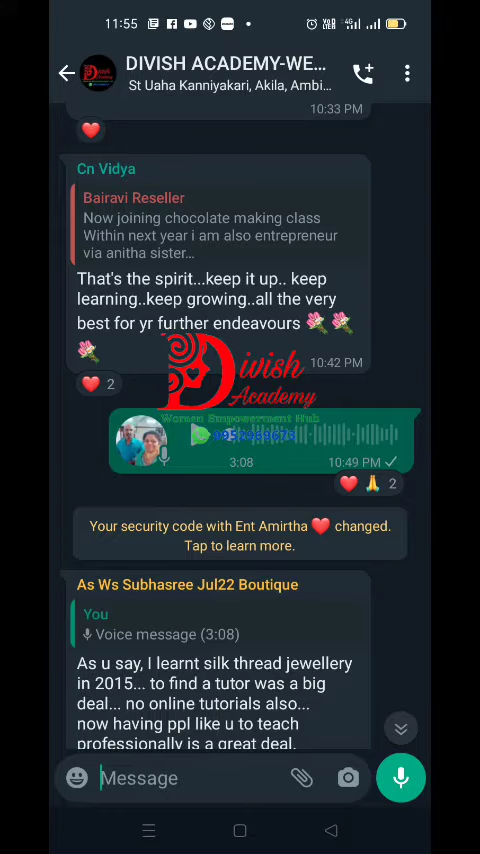 11:55
DIVISH ACADEMY-WE...
St Uaha Kanniyakari, Akila, Ambi...
10:33 PM
Cn Vidya
Bairavi Reseller
Now joining chocolate making class
Within next year i am also entrepreneur
via anitha sister...
That's the spirit...keep it up.. keep
learning..keep growing..all the very
best for yr further endeavours 💐💐
💐
10:42 PM
❤️ 2
Divish
Academy
Women Empowerment Hub
3:08
10:49 PM
❤️ 🙏 2
Your security code with Ent Amirtha ❤️ changed.
Tap to learn more.
As Ws Subhasree Jul22 Boutique
You
Voice message (3:08)
As u say, I learnt silk thread jewellery
in 2015... to find a tutor was a big
deal... no online tutorials also...
now having ppl like u to teach
professionally is a great deal.
Message